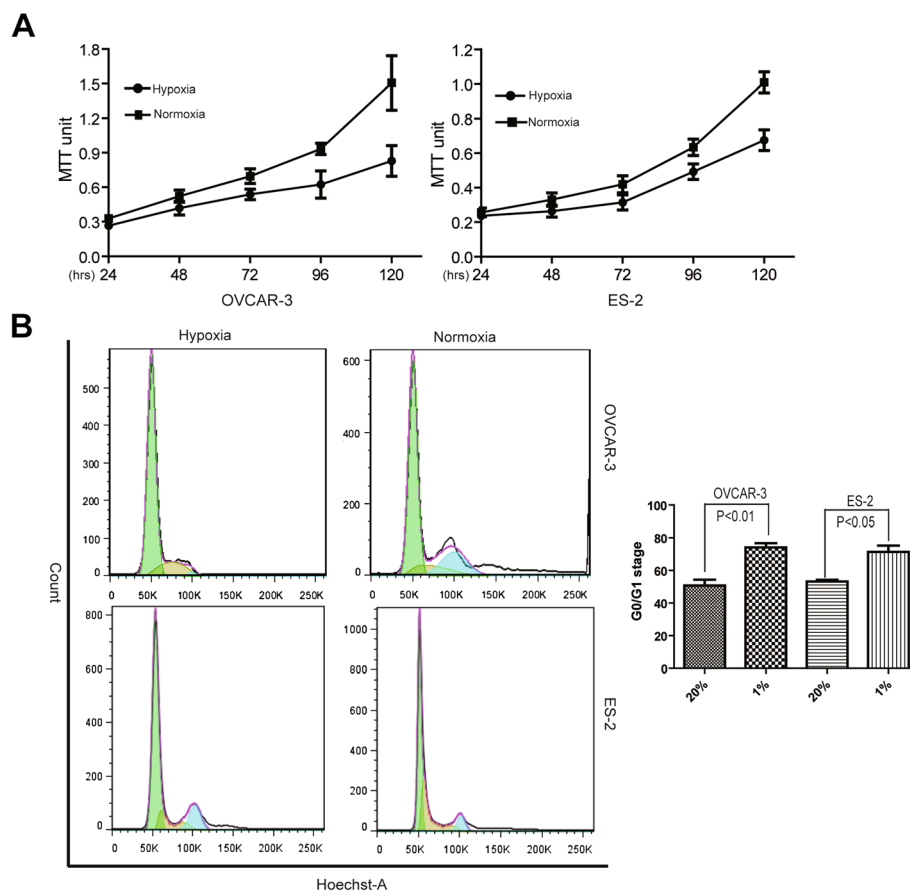 A
1.8
1.5
1.2
0.9
0.6
0.3
0.0
MTT unit
Hypoxia
Normoxia
(hrs) 24 48 72 96 120
OVCAR-3
1.2
1.0
0.8
0.6
0.4
0.2
0.0
MTT unit
Hypoxia
Normoxia
(hrs) 24 48 72 96 120
ES-2
B
Hypoxia
Normoxia
Count
500
400
300
200
100
0
0 50K 100K 150K 200K 250K
600
400
200
0
0 50K 100K 150K 200K 250K
OVCAR-3
800
600
400
200
0
0 50K 100K 150K 200K 250K
1000
800
600
400
200
0
0 50K 100K 150K 200K 250K
ES-2
Hoechst-A
G0/G1 stage
100
80
60
40
20
0
OVCAR-3
P<0.01
ES-2
P<0.05
20% 1% 20% 1%